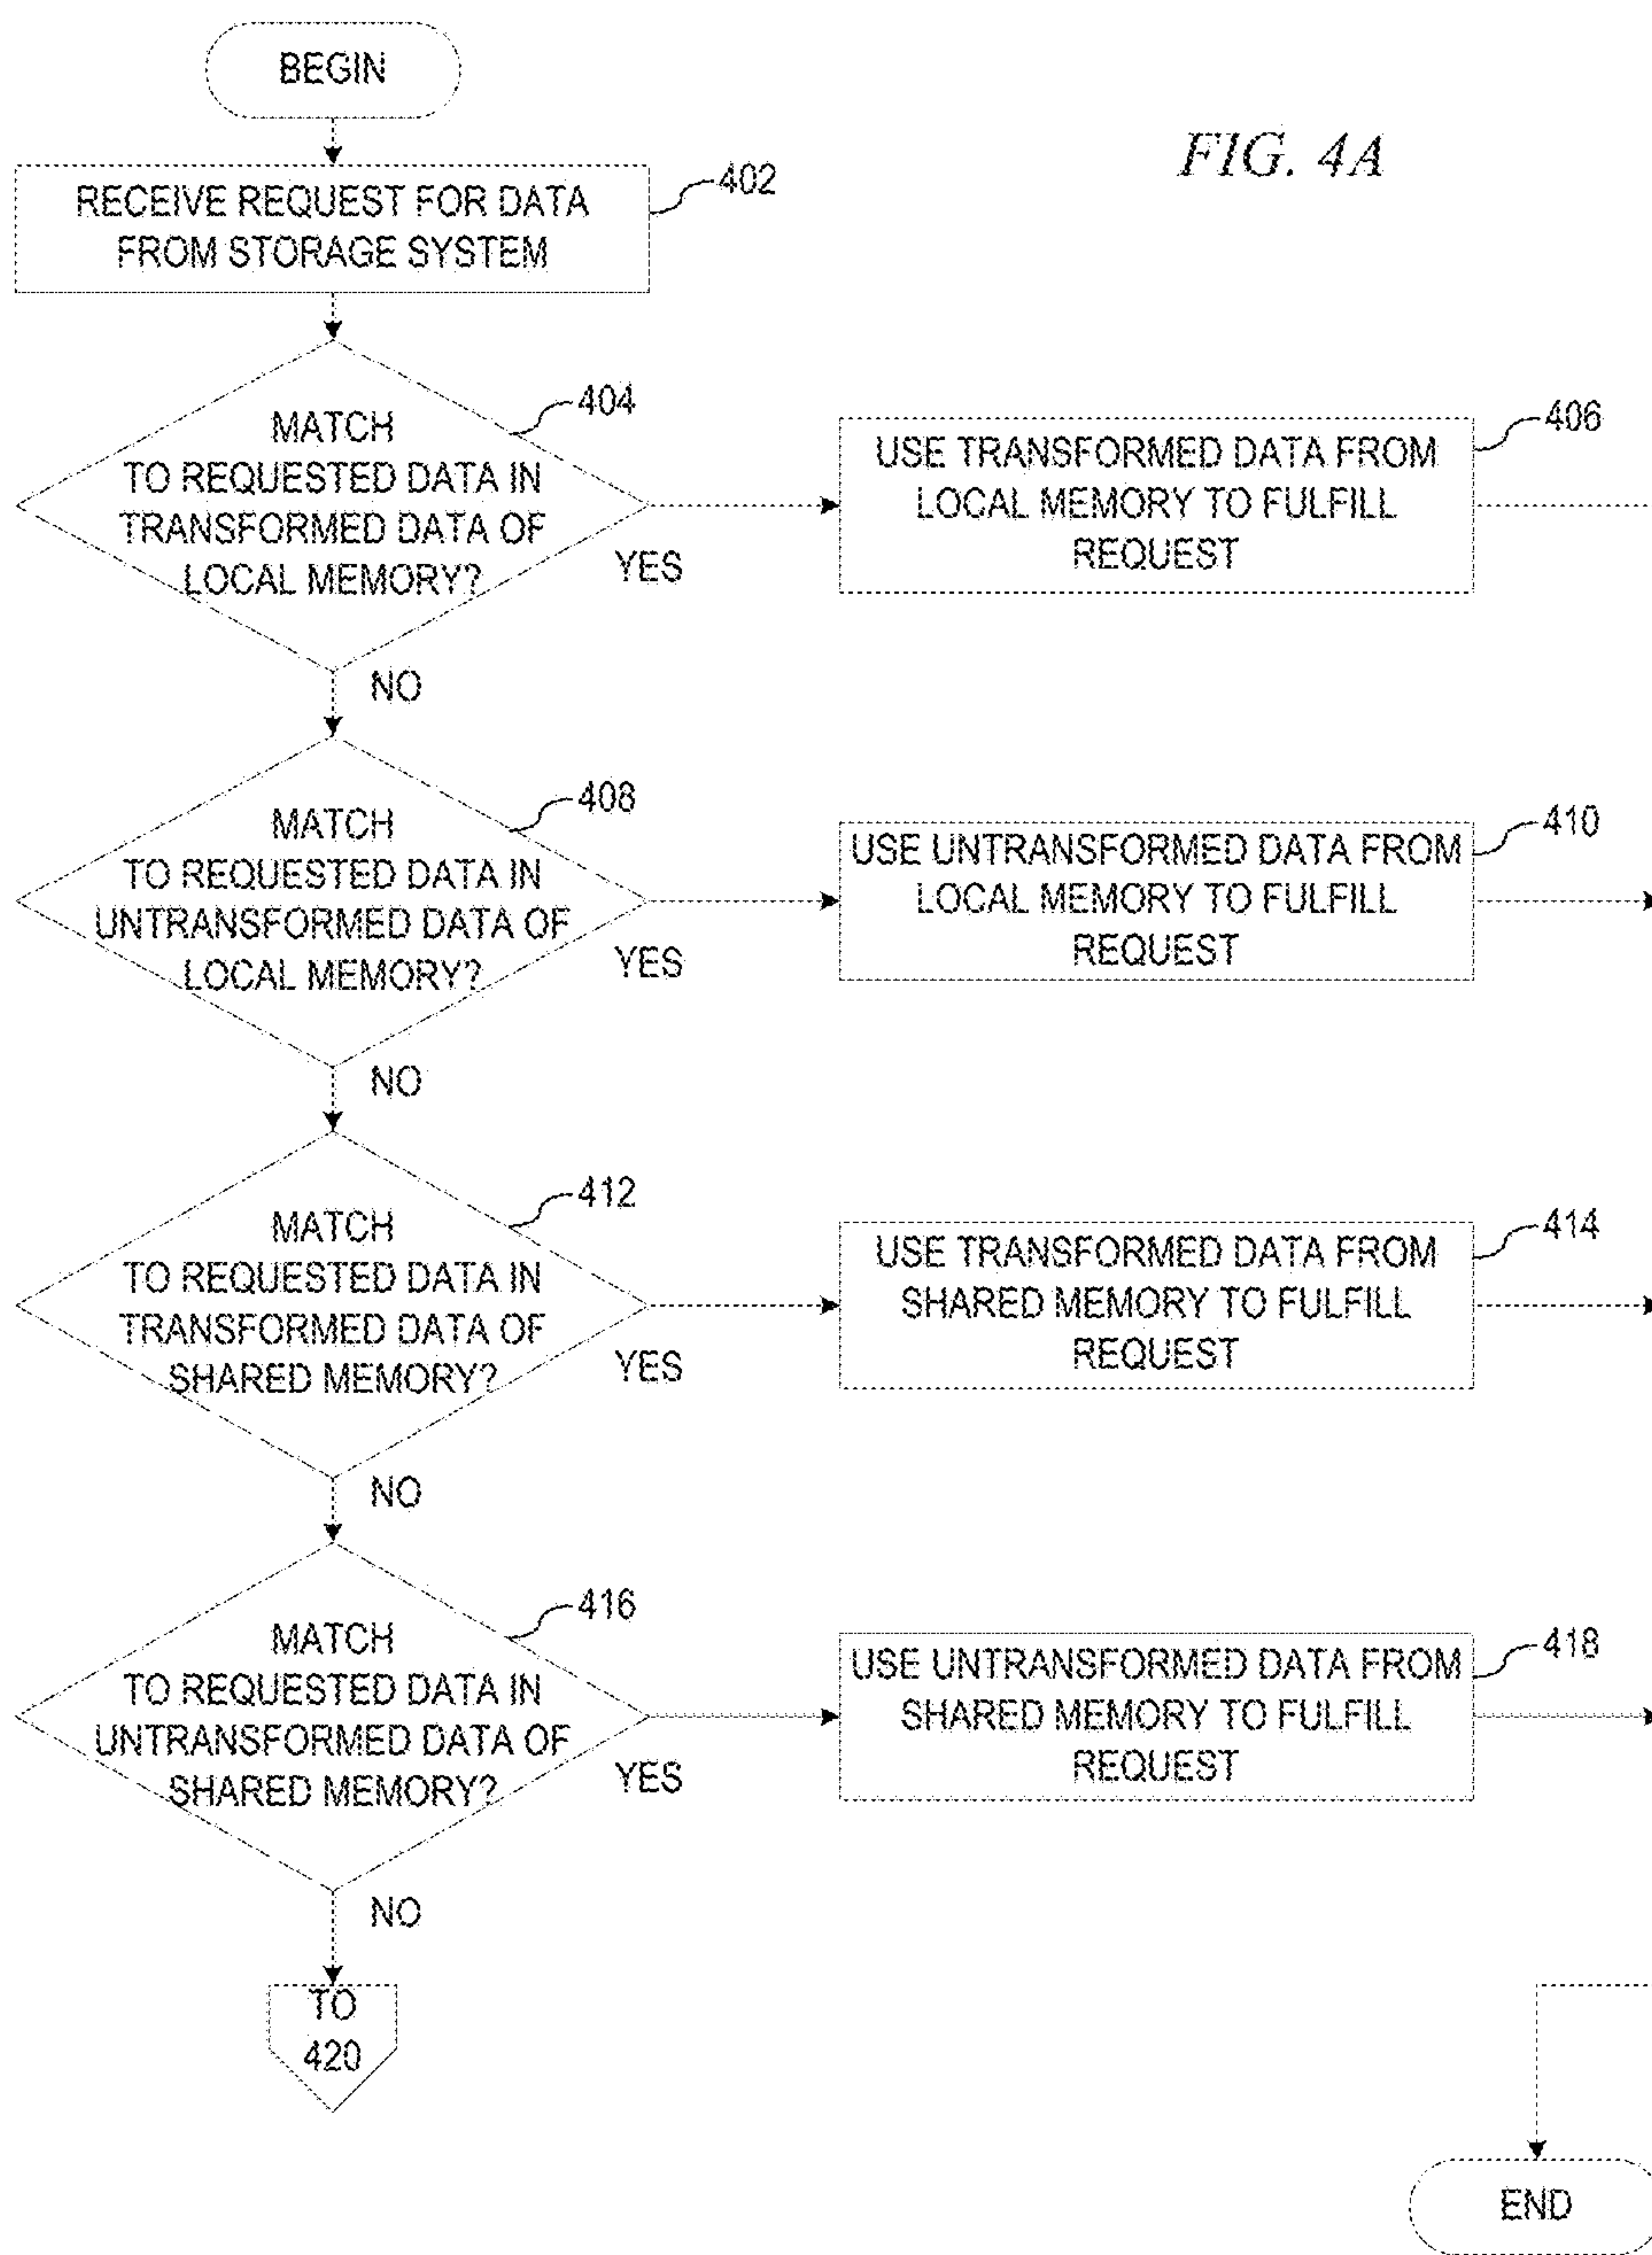 BEGIN
FIG. 4A
RECEIVE REQUEST FOR DATA
FROM STORAGE SYSTEM
402
MATCH
TO REQUESTED DATA IN
TRANSFORMED DATA OF
LOCAL MEMORY?
404
YES
NO
USE TRANSFORMED DATA FROM
LOCAL MEMORY TO FULFILL
REQUEST
406
MATCH
TO REQUESTED DATA IN
UNTRANSFORMED DATA OF
LOCAL MEMORY?
408
YES
NO
USE UNTRANSFORMED DATA FROM
LOCAL MEMORY TO FULFILL
REQUEST
410
MATCH
TO REQUESTED DATA IN
TRANSFORMED DATA OF
SHARED MEMORY?
412
YES
NO
USE TRANSFORMED DATA FROM
SHARED MEMORY TO FULFILL
REQUEST
414
MATCH
TO REQUESTED DATA IN
UNTRANSFORMED DATA OF
SHARED MEMORY?
416
YES
NO
USE UNTRANSFORMED DATA FROM
SHARED MEMORY TO FULFILL
REQUEST
418
TO
420
END